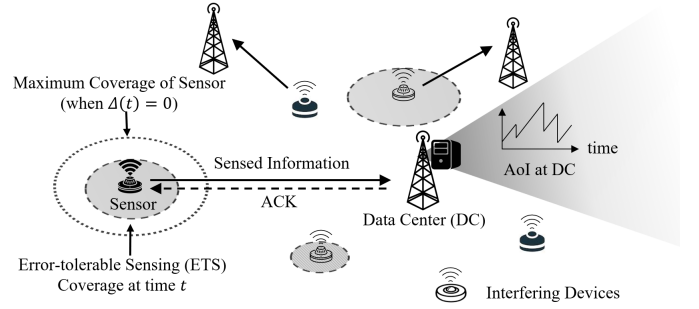 Maximum Coverage of Sensor
(when Δ(t) = 0)
time
AoI at DC
Sensed Information
ACK
Sensor
Data Center (DC)
Error-tolerable Sensing (ETS)
Coverage at time t
Interfering Devices